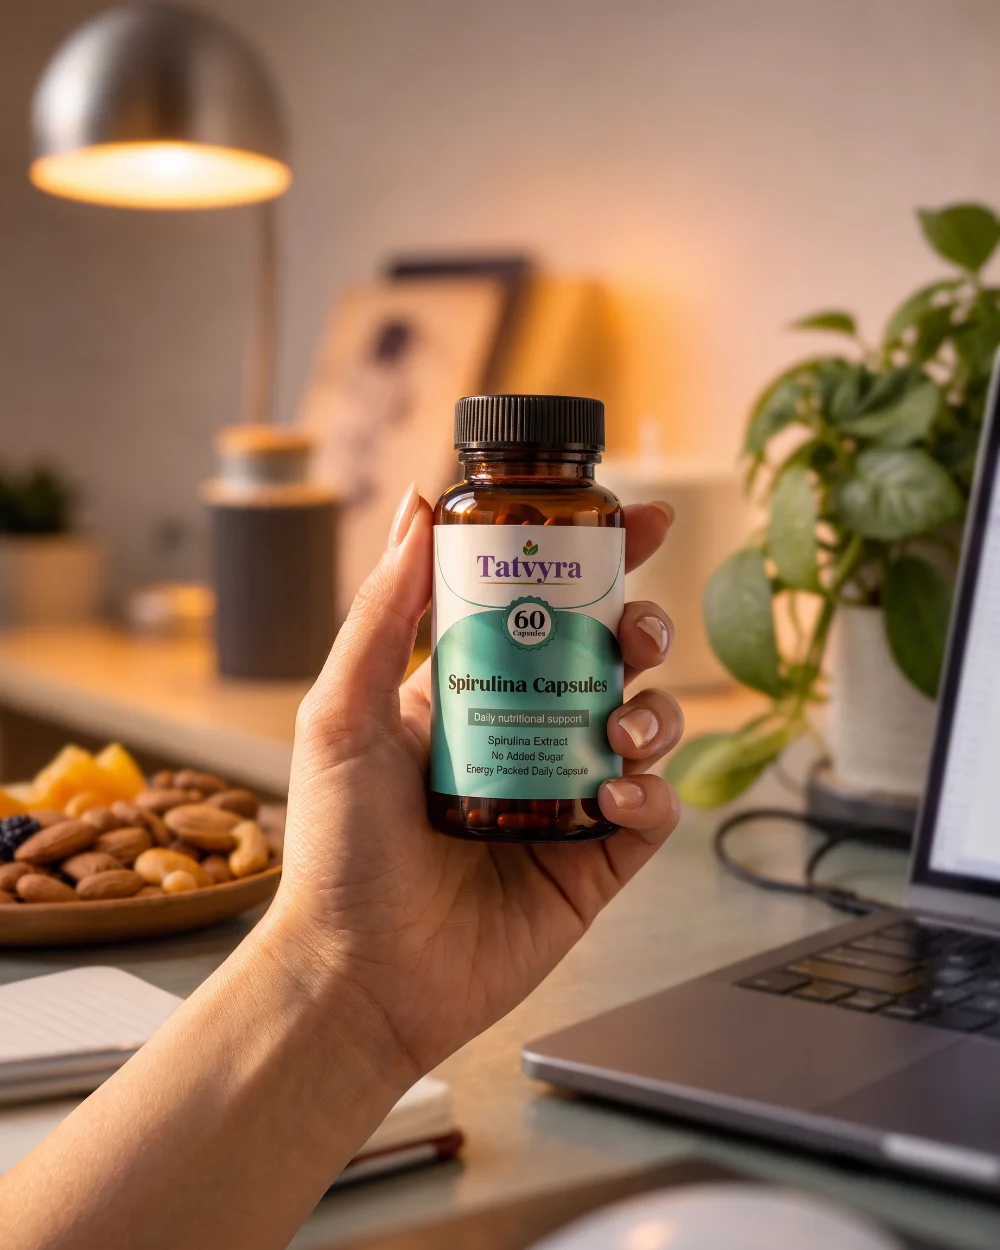 Tatvyra
60
Capsules
Spirulina Capsules
Daily nutritional support
Spirulina Extract
No Added Sugar
Energy Packed Daily Capsule